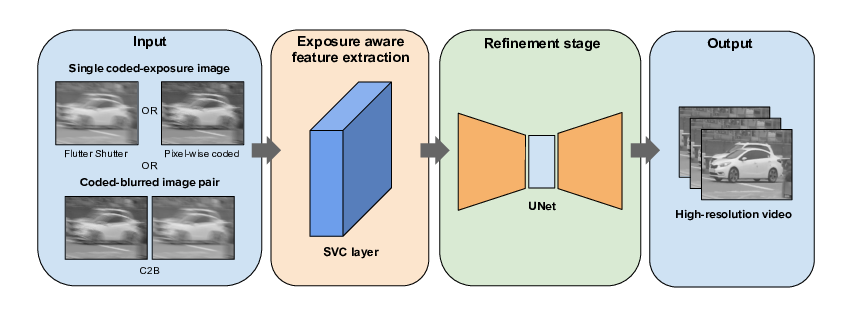 Input
Single coded-exposure image
OR
Flutter Shutter
Pixel-wise coded
OR
Coded-blurred image pair
C2B
Exposure aware
feature extraction
SVC layer
Refinement stage
UNet
Output
High-resolution video